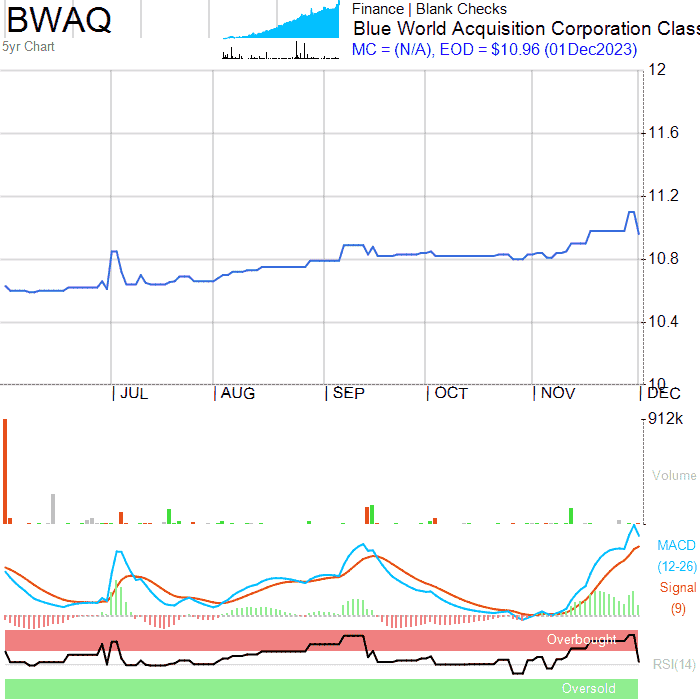 BWAQ
5yr Chart
Finance | Blank Checks
Blue World Acquisition Corporation Clas
MC = (N/A), EOD = $10.96 (01Dec2023)
12
11.6
11.2
10.8
10.4
10
| JUL | AUG | SEP | OCT | NOV | DEC
912k
Volume
MACD
(12-26)
Signal
(9)
Overbought
RSI(14)
Oversold